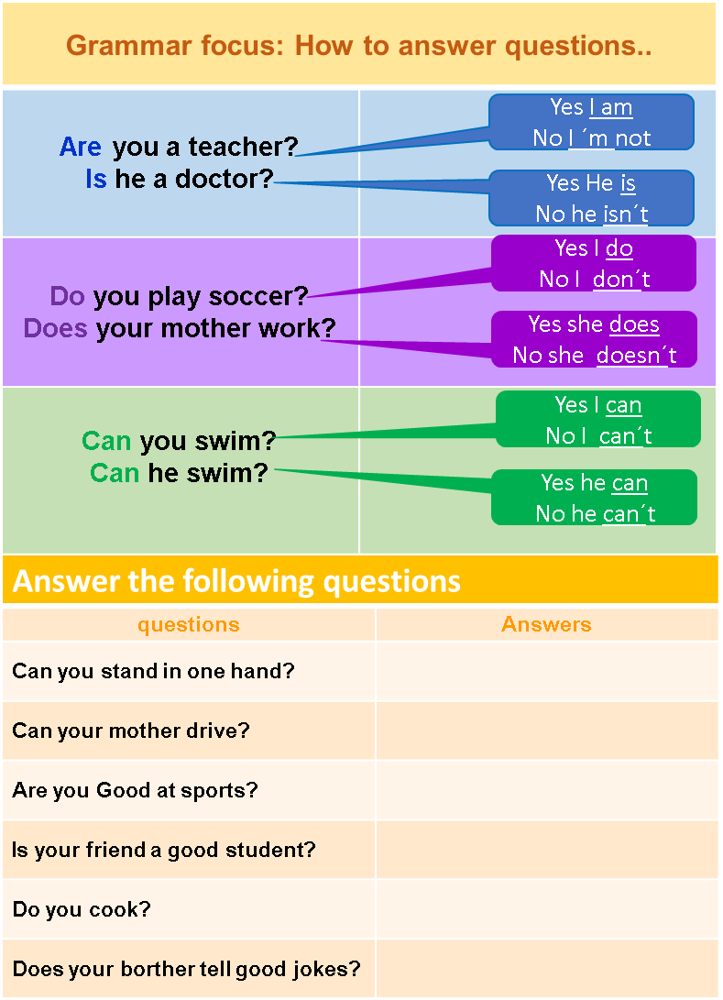 Grammar focus: How to answer questions..
Are you a teacher?
Is he a doctor?
Yes I am
No I ´m not
Yes He is
No he isn´t
Do you play soccer?
Does your mother work?
Yes I do
No I don´t
Yes she does
No she doesn´t
Can you swim?
Can he swim?
Yes I can
No I can´t
Yes he can
No he can´t
Answer the following questions
questions
Answers
Can you stand in one hand?
Can your mother drive?
Are you Good at sports?
Is your friend a good student?
Do you cook?
Does your borther tell good jokes?